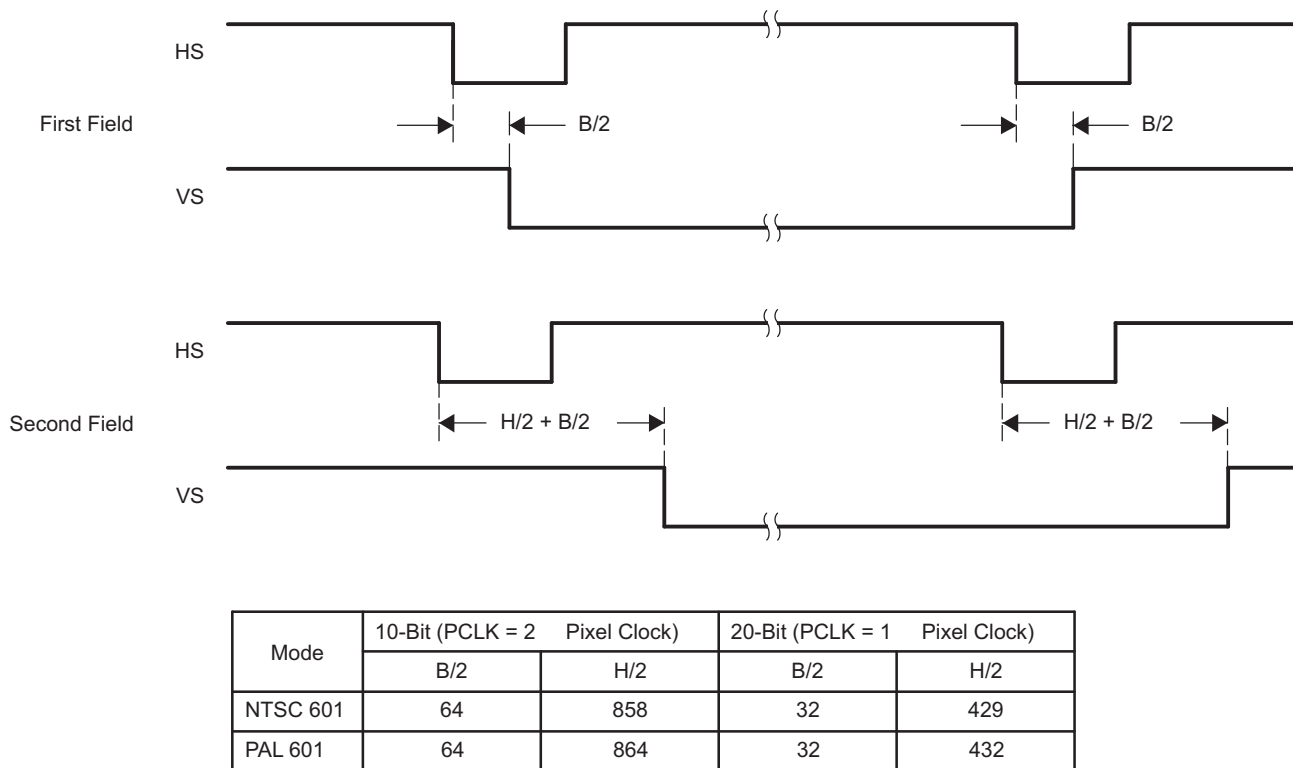 HS
First Field
B/2
B/2
VS
HS
Second Field
H/2 + B/2
H/2 + B/2
VS
Mode 10-Bit (PCLK = 2 Pixel Clock) 20-Bit (PCLK = 1 Pixel Clock)
B/2 H/2 B/2 H/2
NTSC 601 64 858 32 429
PAL 601 64 864 32 432